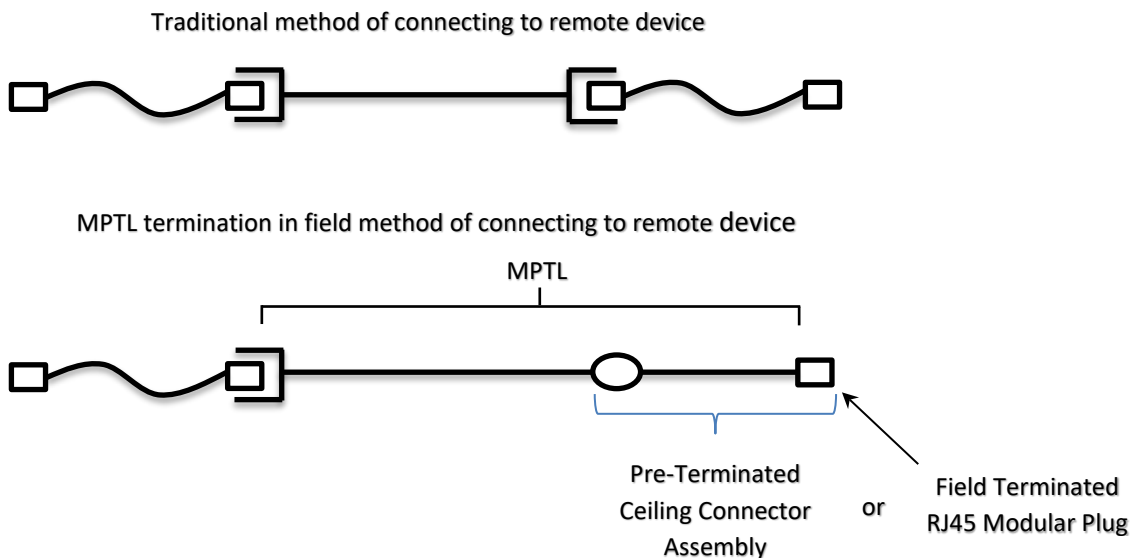 Traditional method of connecting to remote device
MPTL termination in field method of connecting to remote device
MPTL
Pre-Terminated
Ceiling Connector
Assembly
or
Field Terminated
RJ45 Modular Plug